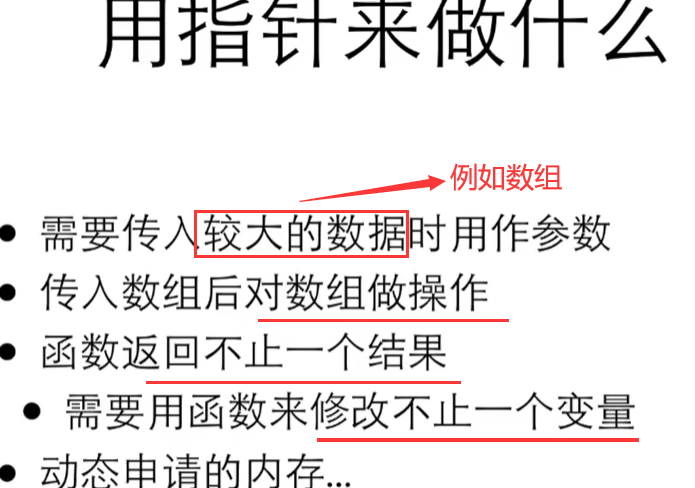 用指针来做什么
例如数组
需要传入较大的数据时用作参数
传入数组后对数组做操作
函数返回不止一个结果
需要用函数来修改不止一个变量
动态申请的内存...